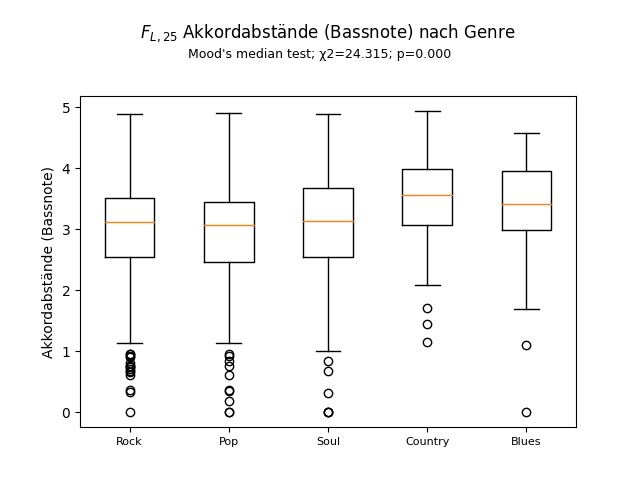 F_{L,25} Akkordabstände (Bassnote) nach Genre
Mood's median test; χ2=24.315; p=0.000
Akkordabstände (Bassnote)
5
4
3
2
1
0
Rock Pop Soul Country Blues